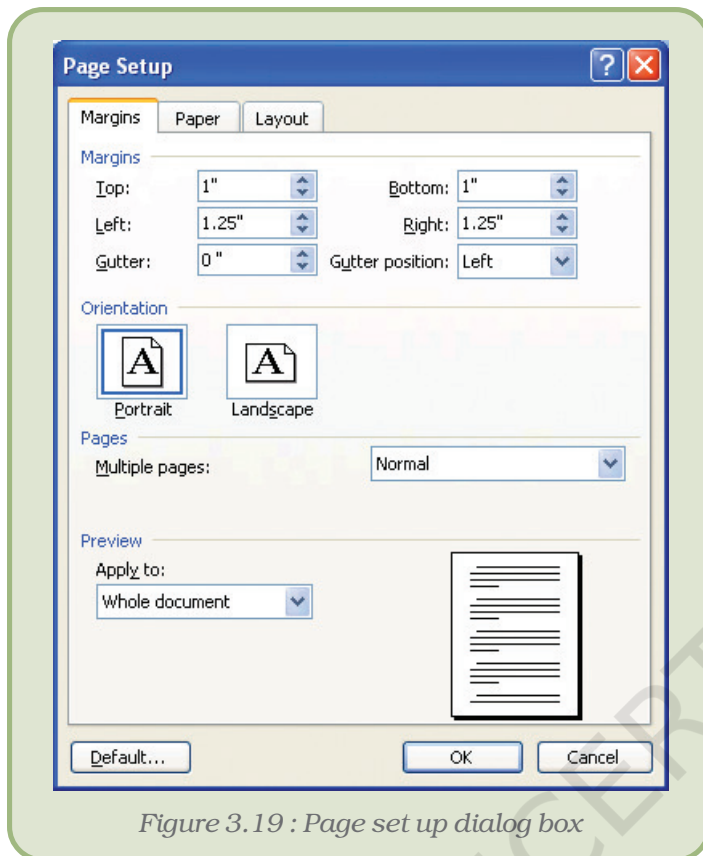 Page Setup
Margins Paper Layout
Margins
Top: 1" Bottom: 1"
Left: 1.25" Right: 1.25"
Gutter: 0 " Gutter position: Left
Orientation
A A
Portrait Landscape
Pages
Multiple pages: Normal
Preview
Apply to:
Whole document
Default... OK Cancel
Figure 3.19 : Page set up dialog box